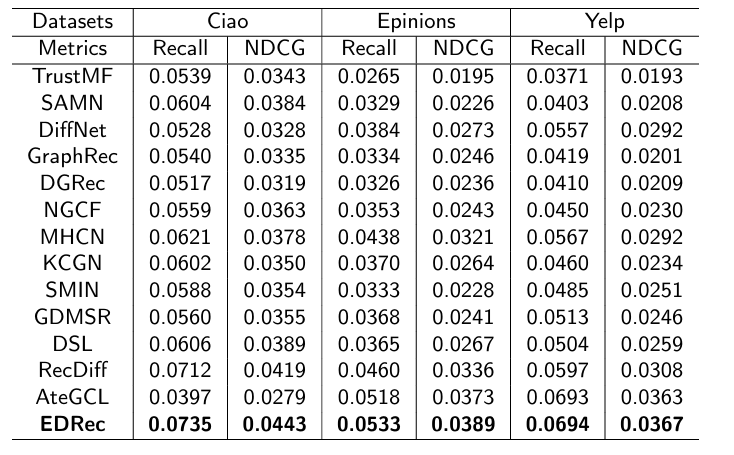 Datasets Ciao Epinions Yelp
Metrics Recall NDCG Recall NDCG Recall NDCG
TrustMF 0.0539 0.0343 0.0265 0.0195 0.0371 0.0193
SAMN 0.0604 0.0384 0.0329 0.0226 0.0403 0.0208
DiffNet 0.0528 0.0328 0.0384 0.0273 0.0557 0.0292
GraphRec 0.0540 0.0335 0.0334 0.0246 0.0419 0.0201
DGRec 0.0517 0.0319 0.0326 0.0236 0.0410 0.0209
NGCF 0.0559 0.0363 0.0353 0.0243 0.0450 0.0230
MHCN 0.0621 0.0378 0.0438 0.0321 0.0567 0.0292
KCGN 0.0602 0.0350 0.0370 0.0264 0.0460 0.0234
SMIN 0.0588 0.0354 0.0333 0.0228 0.0485 0.0251
GDMSR 0.0560 0.0355 0.0368 0.0241 0.0513 0.0246
DSL 0.0606 0.0389 0.0365 0.0267 0.0504 0.0259
RecDiff 0.0712 0.0419 0.0460 0.0336 0.0597 0.0308
AteGCL 0.0397 0.0279 0.0518 0.0373 0.0693 0.0363
EDRec 0.0735 0.0443 0.0533 0.0389 0.0694 0.0367